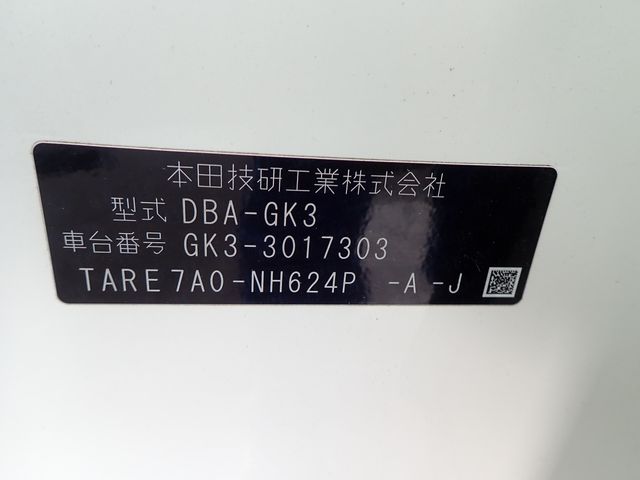 本田技研工業株式会社
型式 DBA-GK3
車台番号 GK3-3017303
TARE7A0-NH624P -A-J